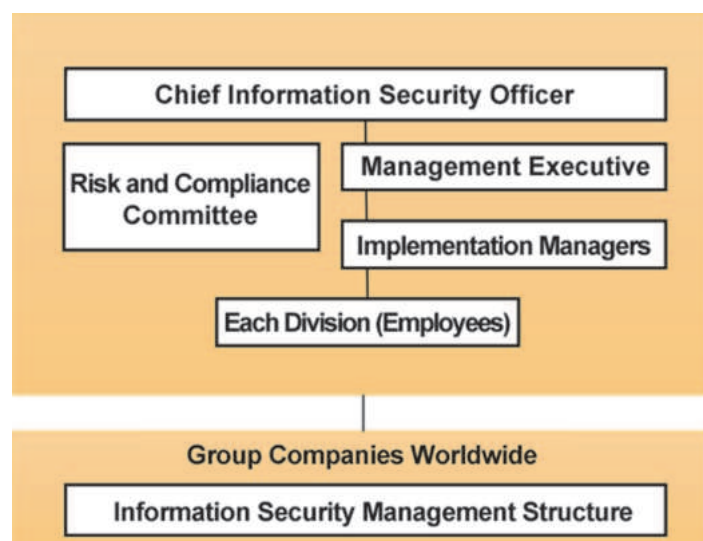 Chief Information Security Officer
Risk and Compliance
Committee
Management Executive
Implementation Managers
Each Division (Employees)
Group Companies Worldwide
Information Security Management Structure